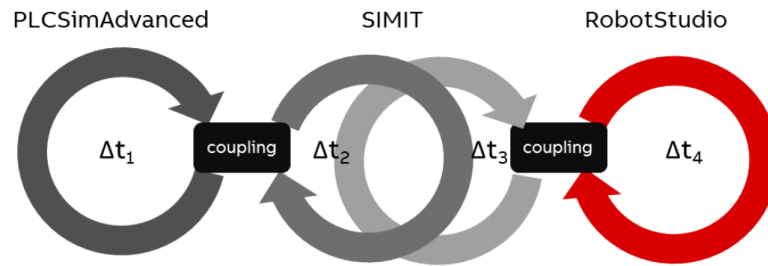 PLCSimAdvanced
SIMIT
RobotStudio
Δt₁
coupling
Δt₂
Δt₃
coupling
Δt₄